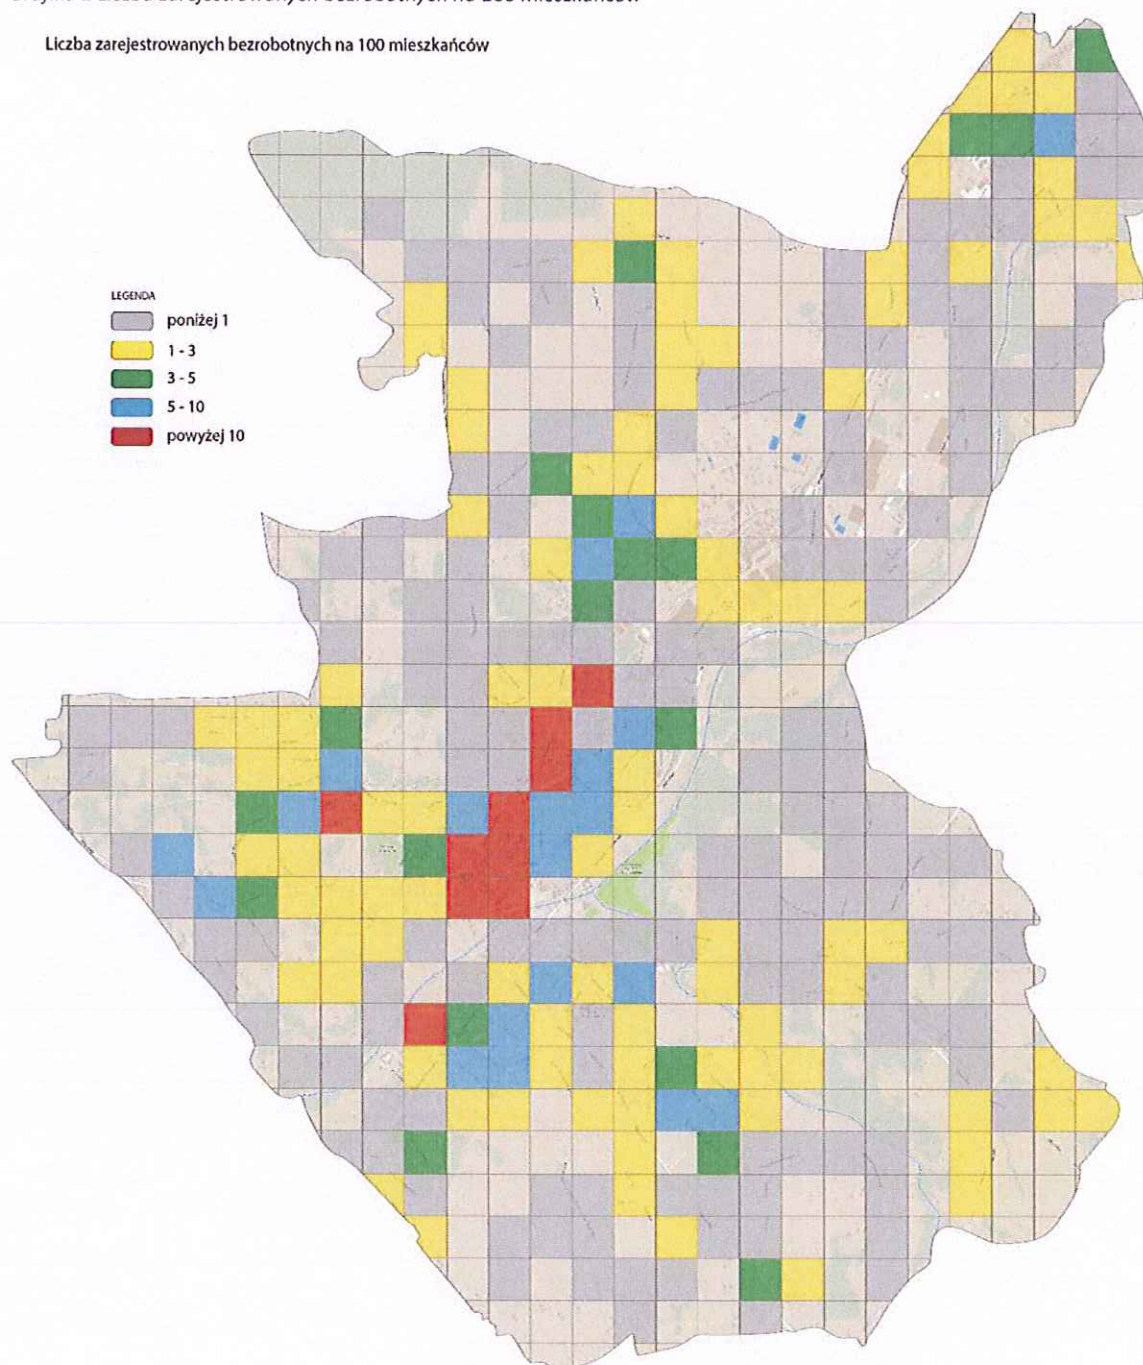 Liczba zarejestrowanych bezrobotnych na 100 mieszkańców
LEGENDA
poniżej 1
1 - 3
3 - 5
5 - 10
powyżej 10